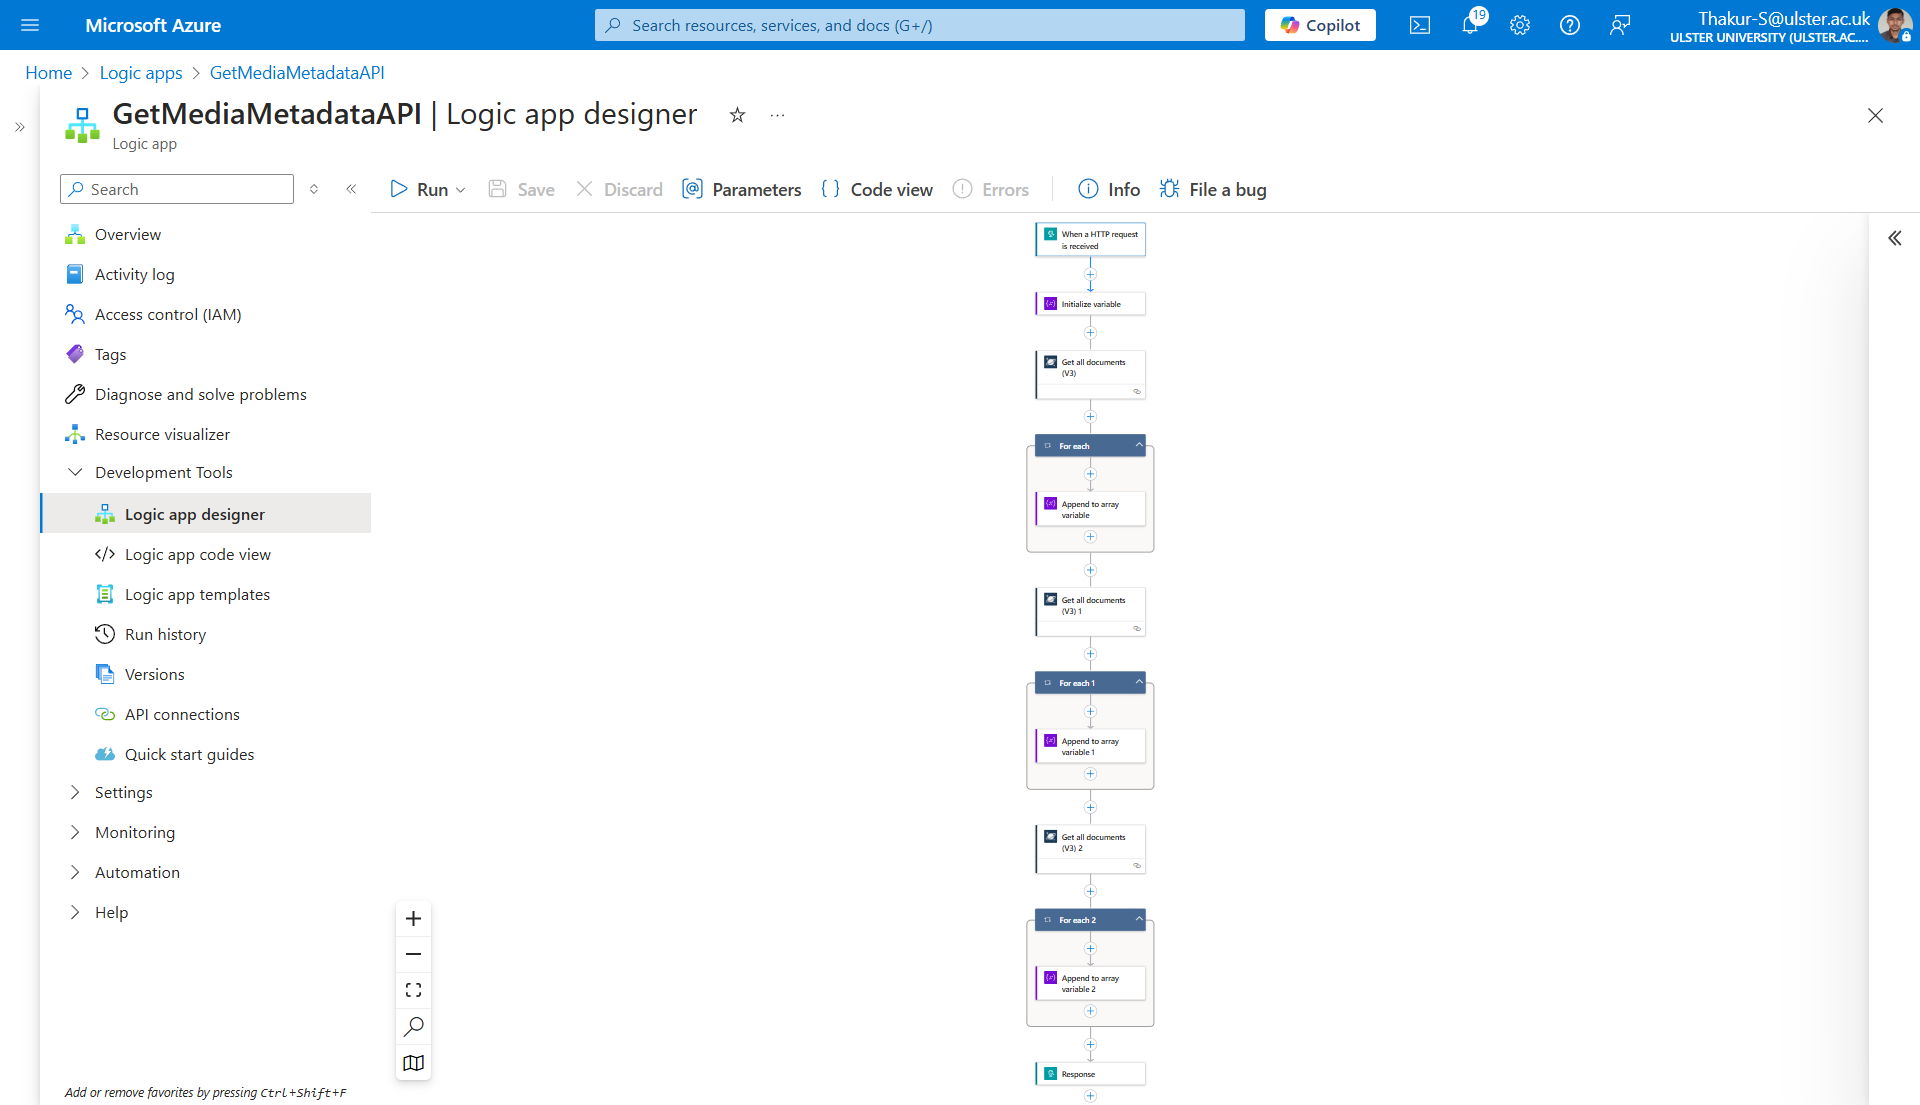 Microsoft Azure
Search resources, services, and docs (G+/)
Copilot
19
Thakur-S@ulster.ac.uk
ULSTER UNIVERSITY (ULSTER.AC....
Home > Logic apps > GetMediaMetadataAPI
GetMediaMetadataAPI | Logic app designer
Logic app
Search
Run
Save
Discard
Parameters
Code view
Errors
Info
File a bug
Overview
Activity log
Access control (IAM)
Tags
Diagnose and solve problems
Resource visualizer
Development Tools
Logic app designer
Logic app code view
Logic app templates
Run history
Versions
API connections
Quick start guides
Settings
Monitoring
Automation
Help
Add or remove favorites by pressing Ctrl+Shift+F
When a HTTP request
is received
Initialize variable
Get all documents
(V3)
For each
Append to array
variable
Get all documents
(V3) 1
For each 1
Append to array
variable 1
Get all documents
(V3) 2
For each 2
Append to array
variable 2
Response